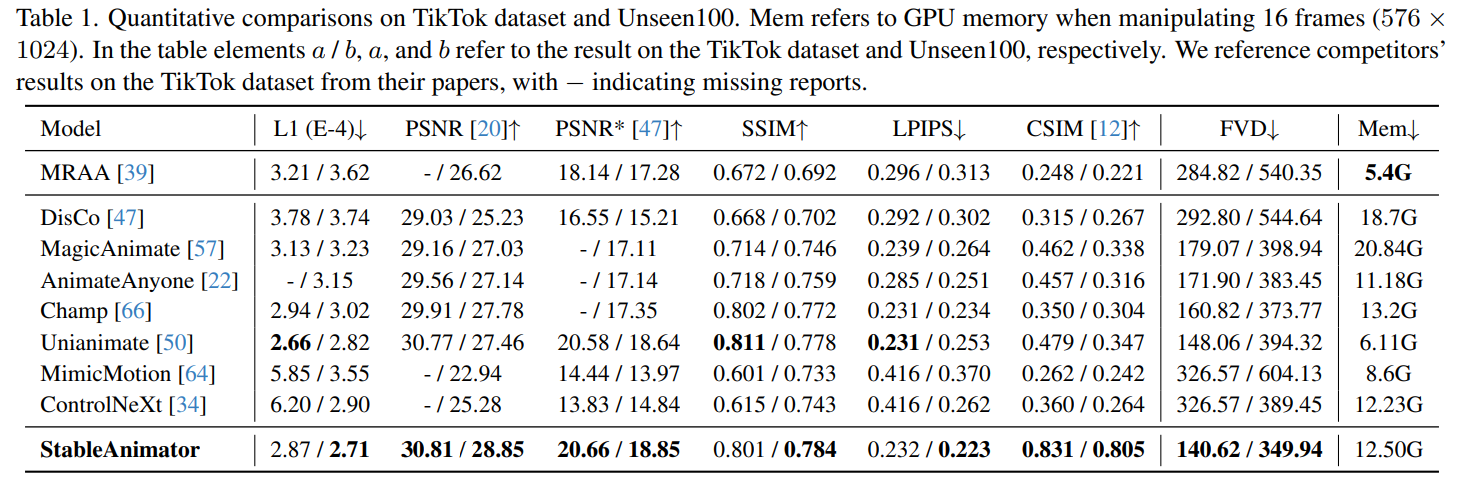 Table 1. Quantitative comparisons on TikTok dataset and Unseen100. Mem refers to GPU memory when manipulating 16 frames (576 ×
1024). In the table elements a / b, a, and b refer to the result on the TikTok dataset and Unseen100, respectively. We reference competitors'
results on the TikTok dataset from their papers, with − indicating missing reports.
Model L1 (E-4)↓ PSNR [20]↑ PSNR* [47]↑ SSIM↑ LPIPS↓ CSIM [12]↑ FVD↓ Mem↓
MRAA [39] 3.21 / 3.62 - / 26.62 18.14 / 17.28 0.672 / 0.692 0.296 / 0.313 0.248 / 0.221 284.82 / 540.35 5.4G
DisCo [47] 3.78 / 3.74 29.03 / 25.23 16.55 / 15.21 0.668 / 0.702 0.292 / 0.302 0.315 / 0.267 292.80 / 544.64 18.7G
MagicAnimate [57] 3.13 / 3.23 29.16 / 27.03 - / 17.11 0.714 / 0.746 0.239 / 0.264 0.462 / 0.338 179.07 / 398.94 20.84G
AnimateAnyone [22] - / 3.15 29.56 / 27.14 - / 17.14 0.718 / 0.759 0.285 / 0.251 0.457 / 0.316 171.90 / 383.45 11.18G
Champ [66] 2.94 / 3.02 29.91 / 27.78 - / 17.35 0.802 / 0.772 0.231 / 0.234 0.350 / 0.304 160.82 / 373.77 13.2G
Unianimate [50] 2.66 / 2.82 30.77 / 27.46 20.58 / 18.64 0.811 / 0.778 0.231 / 0.253 0.479 / 0.347 148.06 / 394.32 6.11G
MimicMotion [64] 5.85 / 3.55 - / 22.94 14.44 / 13.97 0.601 / 0.733 0.416 / 0.370 0.262 / 0.242 326.57 / 604.13 8.6G
ControlNeXt [34] 6.20 / 2.90 - / 25.28 13.83 / 14.84 0.615 / 0.743 0.416 / 0.262 0.360 / 0.264 326.57 / 389.45 12.23G
StableAnimator 2.87 / 2.71 30.81 / 28.85 20.66 / 18.85 0.801 / 0.784 0.232 / 0.223 0.831 / 0.805 140.62 / 349.94 12.50G